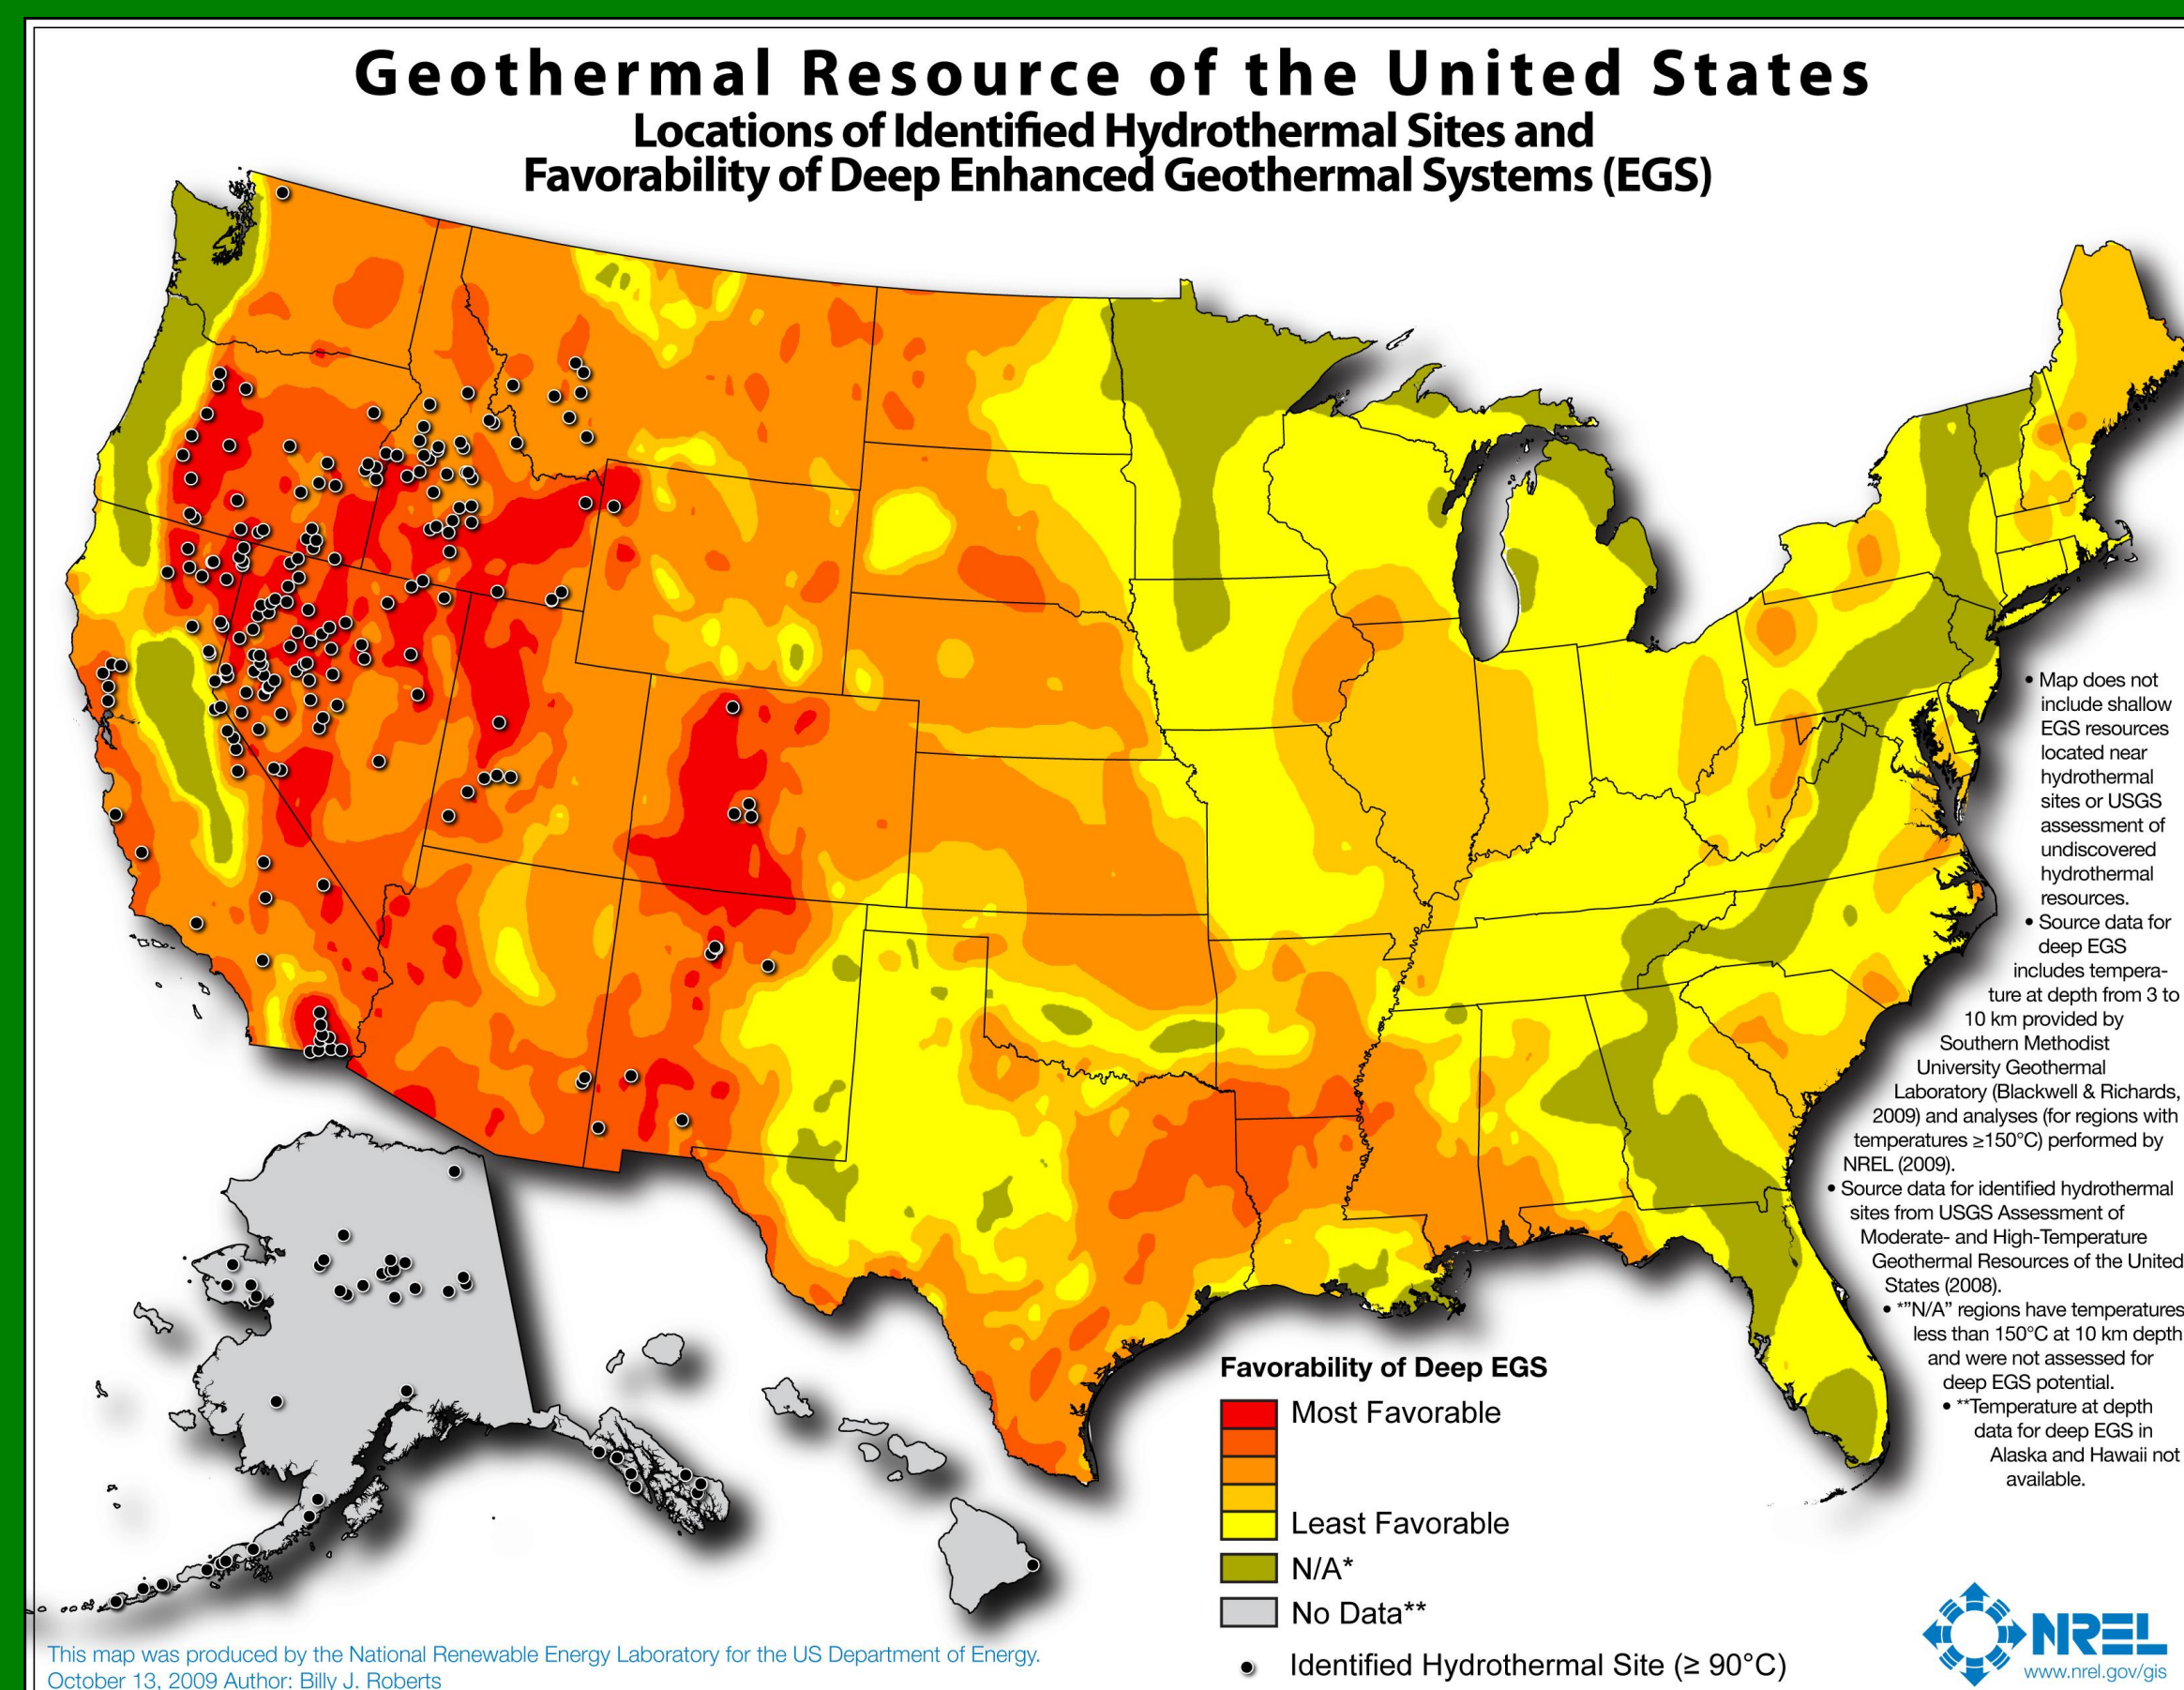 Geothermal Resource of the United States
Locations of Identified Hydrothermal Sites and
Favorability of Deep Enhanced Geothermal Systems (EGS)
• Map does not
include shallow
EGS resources
located near
hydrothermal
sites or USGS
assessment of
undiscovered
hydrothermal
resources.
• Source data for
deep EGS
includes tempera-
ture at depth from 3 to
10 km provided by
Southern Methodist
University Geothermal
Laboratory (Blackwell & Richards,
2009) and analyses (for regions with
temperatures ≥150°C) performed by
NREL (2009).
• Source data for identified hydrothermal
sites from USGS Assessment of
Moderate- and High-Temperature
Geothermal Resources of the United
States (2008).
• *"N/A" regions have temperatures
less than 150°C at 10 km depth
and were not assessed for
deep EGS potential.
• **Temperature at depth
data for deep EGS in
Alaska and Hawaii not
available.
Favorability of Deep EGS
Most Favorable
Least Favorable
N/A*
No Data**
Identified Hydrothermal Site (≥ 90°C)
This map was produced by the National Renewable Energy Laboratory for the US Department of Energy.
October 13, 2009 Author: Billy J. Roberts
NREL
www.nrel.gov/gis